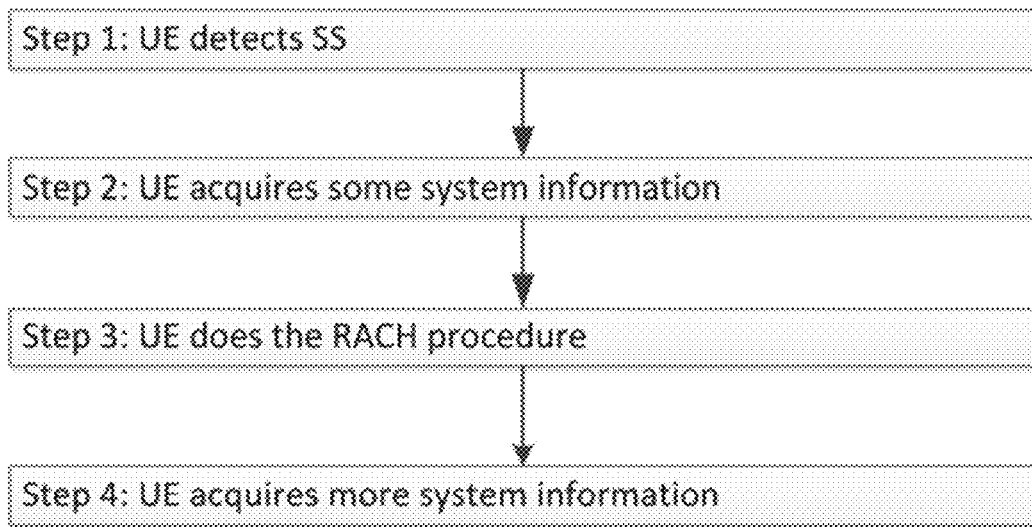 Step 1: UE detects SS
Step 2: UE acquires some system information
Step 3: UE does the RACH procedure
Step 4: UE acquires more system information